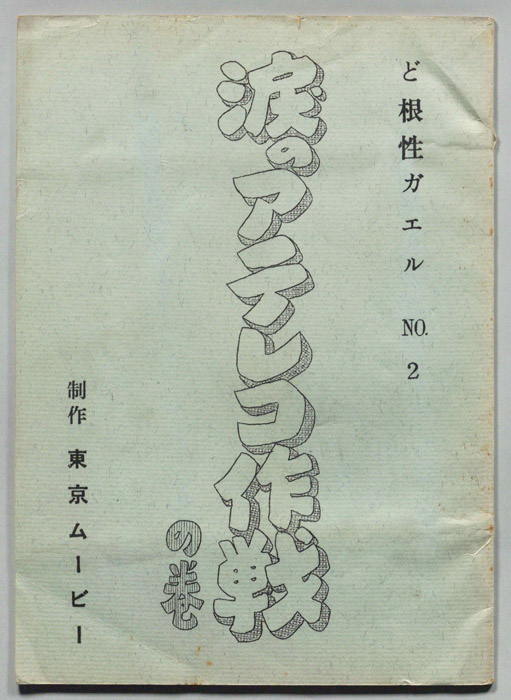 ど根性ガエル NO.2
涙のアテレコ作戦
の巻
制作 東京ムービー